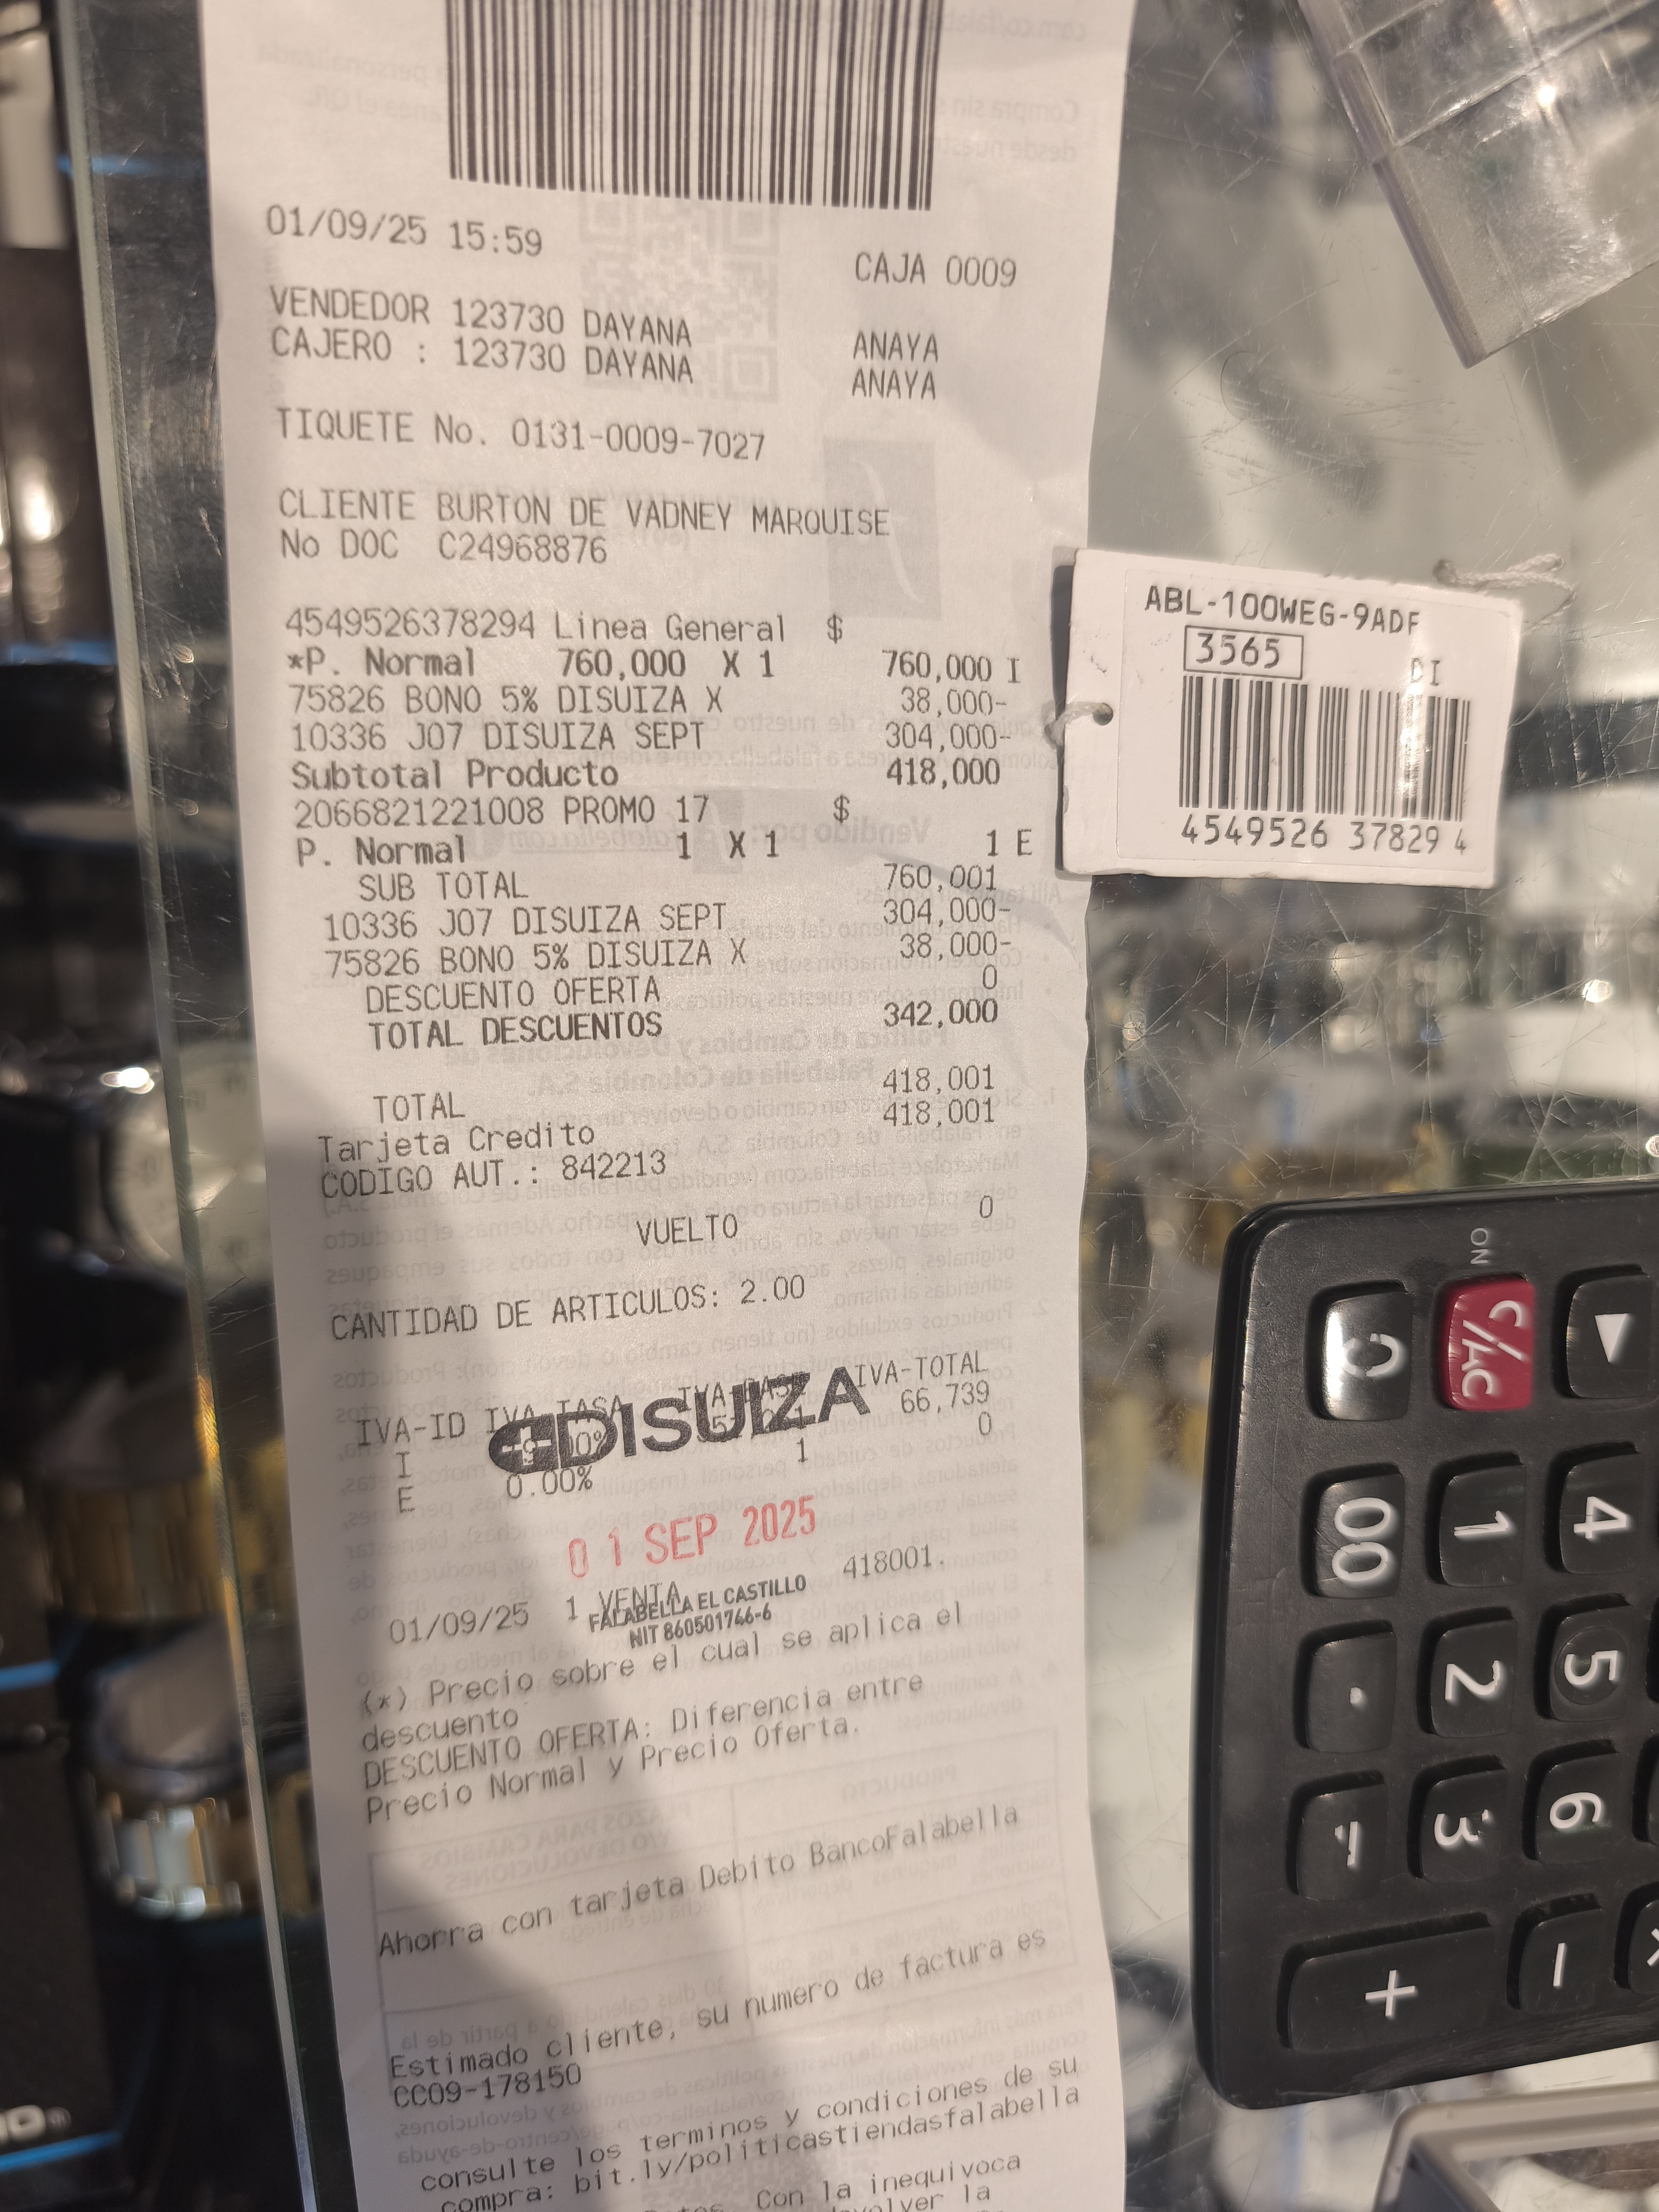 01/09/25 15:59
CAJA 0009
VENDEDOR 123730 DAYANA ANAYA
CAJERO : 123730 DAYANA ANAYA
TIQUETE No. 0131-0009-7027
CLIENTE BURTON DE VADNEY MARQUISE
No DOC C24968876
4549526378294 Linea General $
*P. Normal 760,000 X 1 760,000 I
75826 BONO 5% DISUIZA X 38,000-
10336 J07 DISUIZA SEPT 304,000-
Subtotal Producto 418,000
2066821221008 PROMO 17 $
P. Normal 1 X 1 1 E
SUB TOTAL 760,001
10336 J07 DISUIZA SEPT 304,000-
75826 BONO 5% DISUIZA X 38,000-
DESCUENTO OFERTA 0
TOTAL DESCUENTOS 342,000
TOTAL 418,001
Tarjeta Credito 418,001
CODIGO AUT.: 842213
VUELTO 0
CANTIDAD DE ARTICULOS: 2.00
IVA-ID IVA TASA IVA-TOTAL
I 66,739
E 0.00% 1 0
DISUIZA
01 SEP 2025
01/09/25 1 VENTA 418001.
FALABELLA EL CASTILLO
NIT 860501746-6
(*) Precio sobre el cual se aplica el
descuento
DESCUENTO OFERTA: Diferencia entre
Precio Normal y Precio Oferta.
Ahorra con tarjeta Debito BancoFalabella
Estimado cliente, su numero de factura es
CC09-178150
consulte los terminos y condiciones de su
compra: bit.ly/politicastiendasfalabella
Con la inequivoca
la
ABL-100WEG-9ADF
3565
DI
4549526 37829 4
ON
C/AC
00
1
4
.
2
5
3
6
+
-